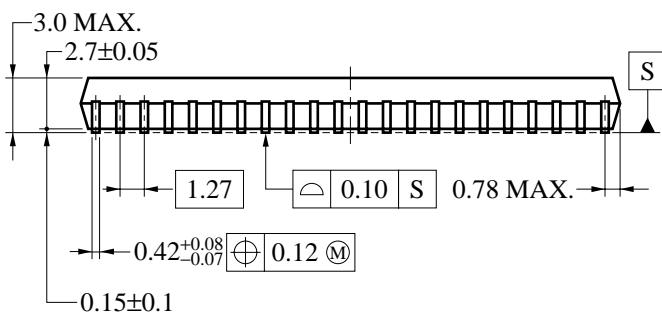 3.0 MAX.
2.7±0.05
S
1.27
⌓ 0.10 S
0.78 MAX.
0.42+0.08 −0.07
⌖ 0.12 Ⓜ
0.15±0.1